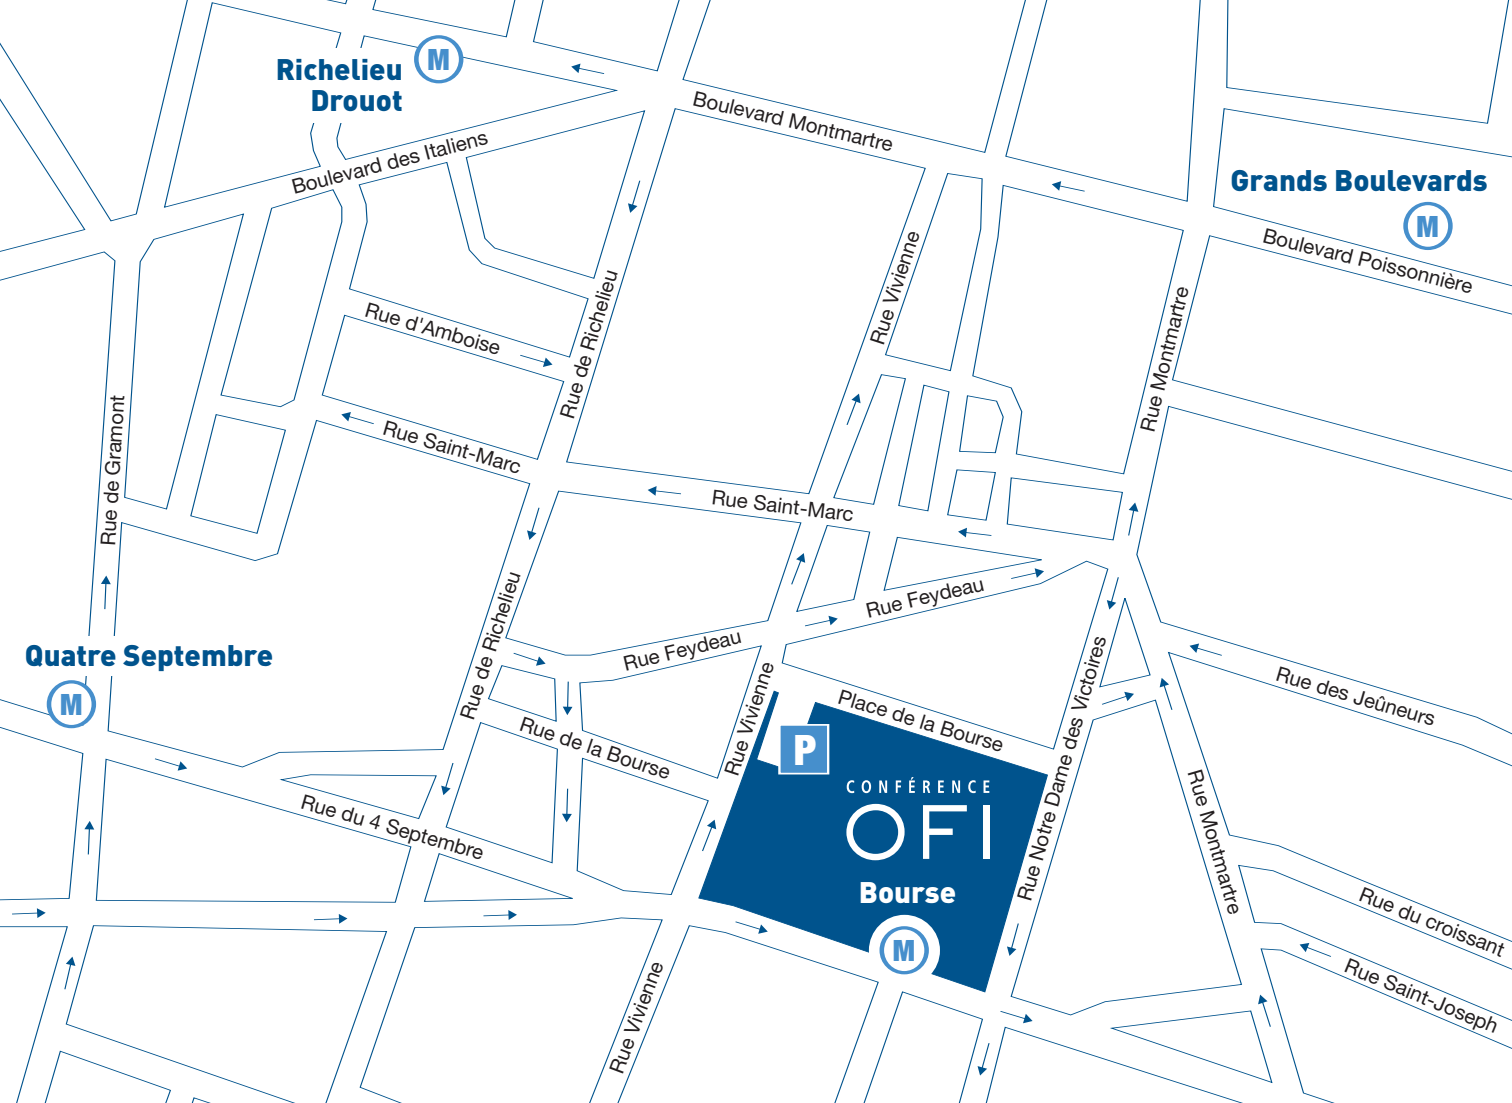 Richelieu
Drouot
M
Boulevard Montmartre
Boulevard des Italiens
Grands Boulevards
M
Boulevard Poissonnière
Rue Vivienne
Rue de Richelieu
Rue d'Amboise
Rue Montmartre
Rue de Gramont
Rue Saint-Marc
Rue Saint-Marc
Rue Feydeau
Rue Feydeau
Rue de Richelieu
Quatre Septembre
M
Rue des Jeûneurs
Rue Vivienne
Place de la Bourse
Rue Notre Dame des Victoires
Rue de la Bourse
P
CONFÉRENCE
OFI
Bourse
M
Rue du 4 Septembre
Rue Montmartre
Rue du croissant
Rue Saint-Joseph
Rue Vivienne